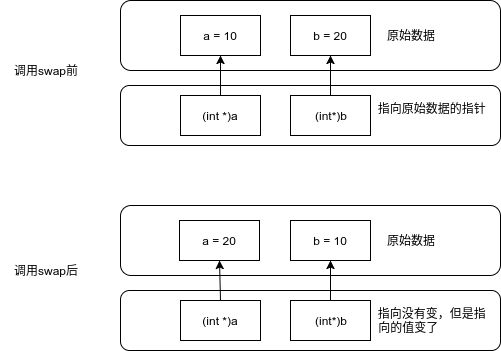 a = 10
b = 20
原始数据
调用swap前
(int *)a
(int*)b
指向原始数据的指针
a = 20
b = 10
原始数据
调用swap后
(int *)a
(int*)b
指向没有变，但是指
向的值变了